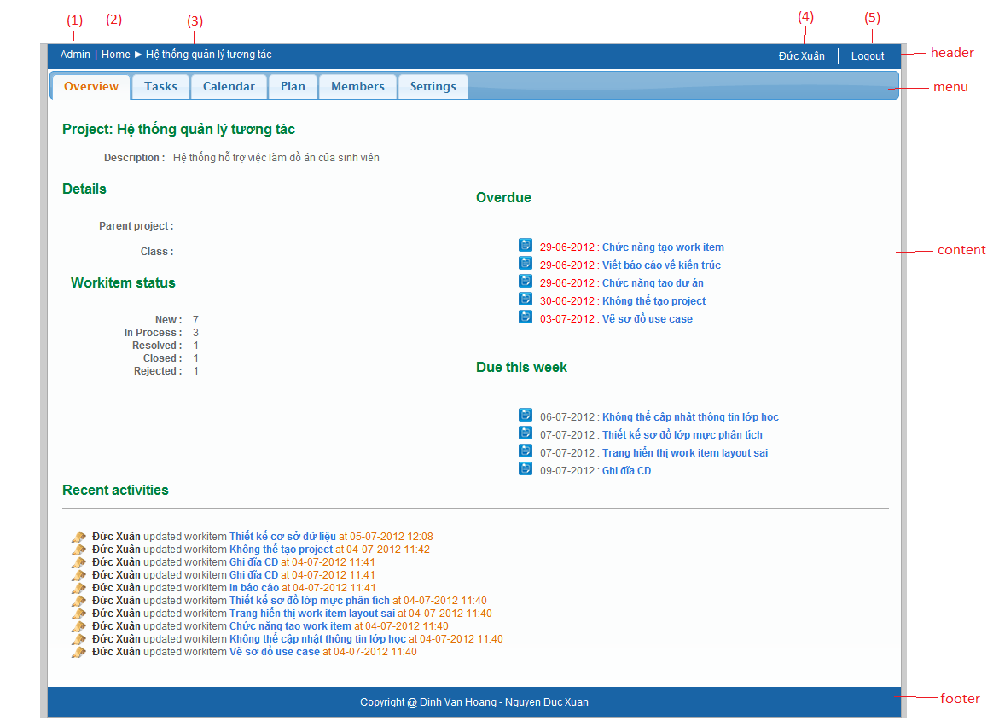 (1) (2) (3) (4) (5)
Admin | Home ► Hệ thống quản lý tương tác Đức Xuân Logout header
Overview Tasks Calendar Plan Members Settings menu
Project: Hệ thống quản lý tương tác
Description : Hệ thống hỗ trợ việc làm đồ án của sinh viên
Details
Parent project :
Class :
Workitem status
New : 7
In Process : 3
Resolved : 1
Closed : 1
Rejected : 1
Overdue
content
29-06-2012 : Chức năng tạo work item
29-06-2012 : Viết báo cáo về kiến trúc
29-06-2012 : Chức năng tạo dự án
30-06-2012 : Không thể tạo project
03-07-2012 : Vẽ sơ đồ use case
Due this week
06-07-2012 : Không thể cập nhật thông tin lớp học
07-07-2012 : Thiết kế sơ đồ lớp mực phân tích
07-07-2012 : Trang hiển thị work item layout sai
09-07-2012 : Ghi đĩa CD
Recent activities
Đức Xuân updated workitem Thiết kế cơ sở dữ liệu at 05-07-2012 12:08
Đức Xuân updated workitem Không thể tạo project at 04-07-2012 11:42
Đức Xuân updated workitem Ghi đĩa CD at 04-07-2012 11:41
Đức Xuân updated workitem Ghi đĩa CD at 04-07-2012 11:41
Đức Xuân updated workitem In báo cáo at 04-07-2012 11:41
Đức Xuân updated workitem Thiết kế sơ đồ lớp mực phân tích at 04-07-2012 11:40
Đức Xuân updated workitem Trang hiển thị work item layout sai at 04-07-2012 11:40
Đức Xuân updated workitem Chức năng tạo work item at 04-07-2012 11:40
Đức Xuân updated workitem Không thể cập nhật thông tin lớp học at 04-07-2012 11:40
Đức Xuân updated workitem Vẽ sơ đồ use case at 04-07-2012 11:40
Copyright @ Dinh Van Hoang - Nguyen Duc Xuan footer